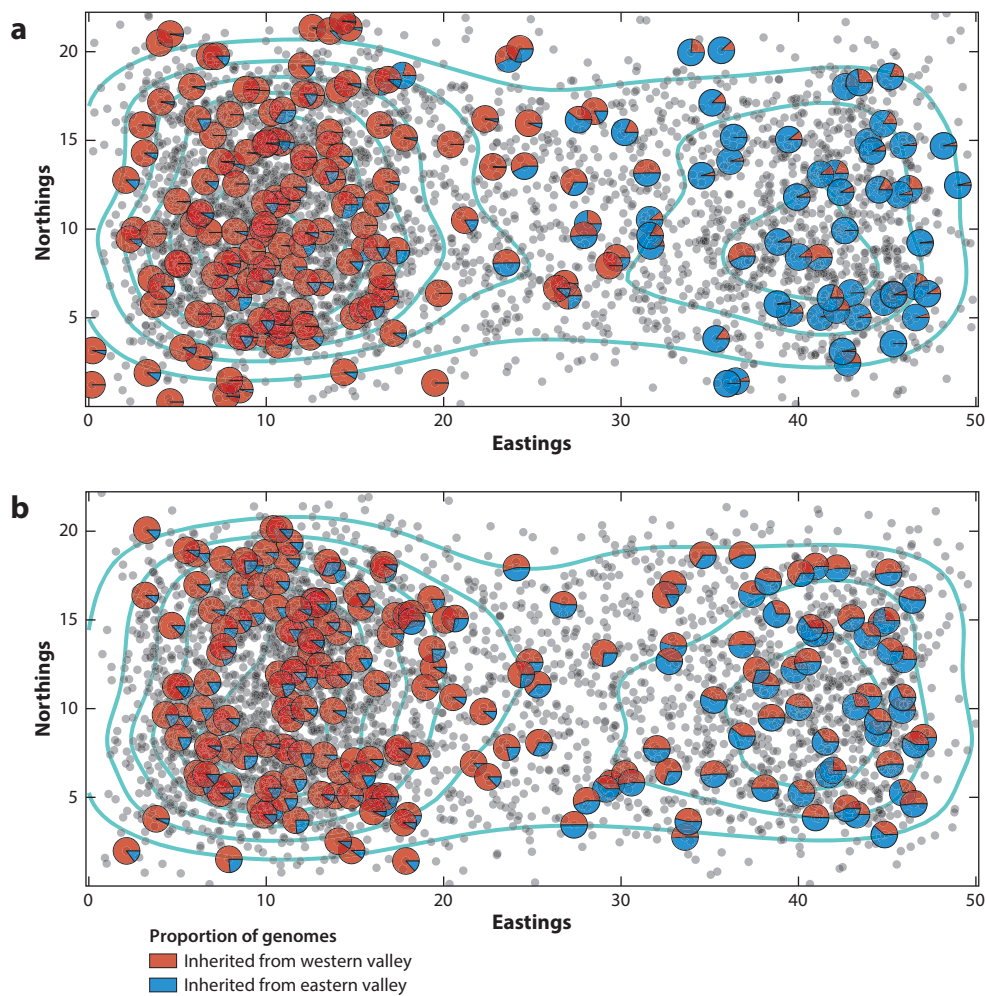 a
20
15
10
5
Northings
0
10
20
30
40
50
Eastings
b
20
15
10
5
Northings
0
10
20
30
40
50
Eastings
Proportion of genomes
Inherited from western valley
Inherited from eastern valley